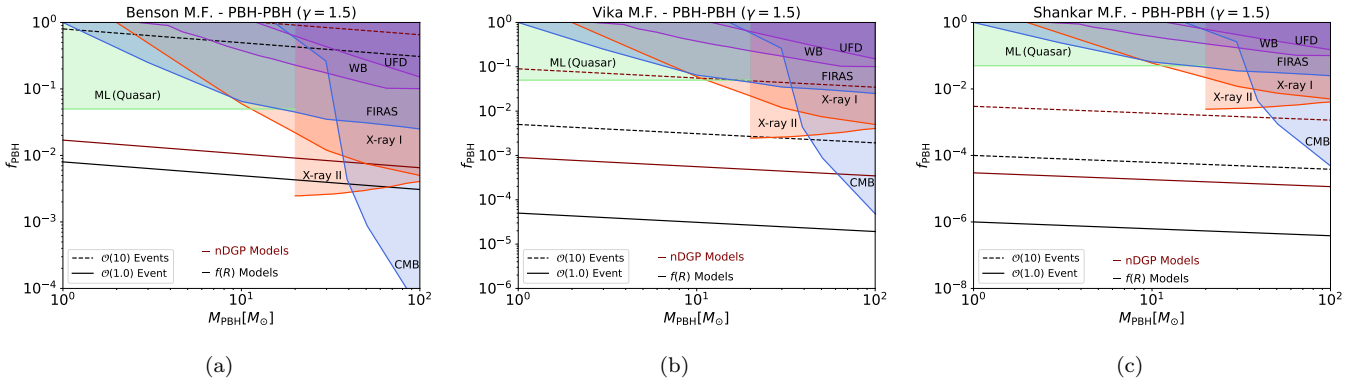 Benson M.F. - PBH-PBH (γ = 1.5)
10⁰
10⁻¹
10⁻²
10⁻³
10⁻⁴
f_PBH
UFD
WB
ML (Quasar)
FIRAS
X-ray I
X-ray II
CMB
𝒪(10) Events
𝒪(1.0) Event
– nDGP Models
– f(R) Models
10⁰ 10¹ 10²
M_PBH[M_⊙]
(a)
Vika M.F. - PBH-PBH (γ = 1.5)
10⁰
10⁻¹
10⁻²
10⁻³
10⁻⁴
10⁻⁵
10⁻⁶
f_PBH
UFD
WB
ML (Quasar)
FIRAS
X-ray I
X-ray II
CMB
𝒪(10) Events
𝒪(1.0) Event
– nDGP Models
– f(R) Models
10⁰ 10¹ 10²
M_PBH[M_⊙]
(b)
Shankar M.F. - PBH-PBH (γ = 1.5)
10⁰
10⁻²
10⁻⁴
10⁻⁶
10⁻⁸
f_PBH
UFD
WB
ML (Quasar)
FIRAS
X-ray I
X-ray II
CMB
𝒪(10) Events
𝒪(1.0) Event
– nDGP Models
– f(R) Models
10⁰ 10¹ 10²
M_PBH[M_⊙]
(c)